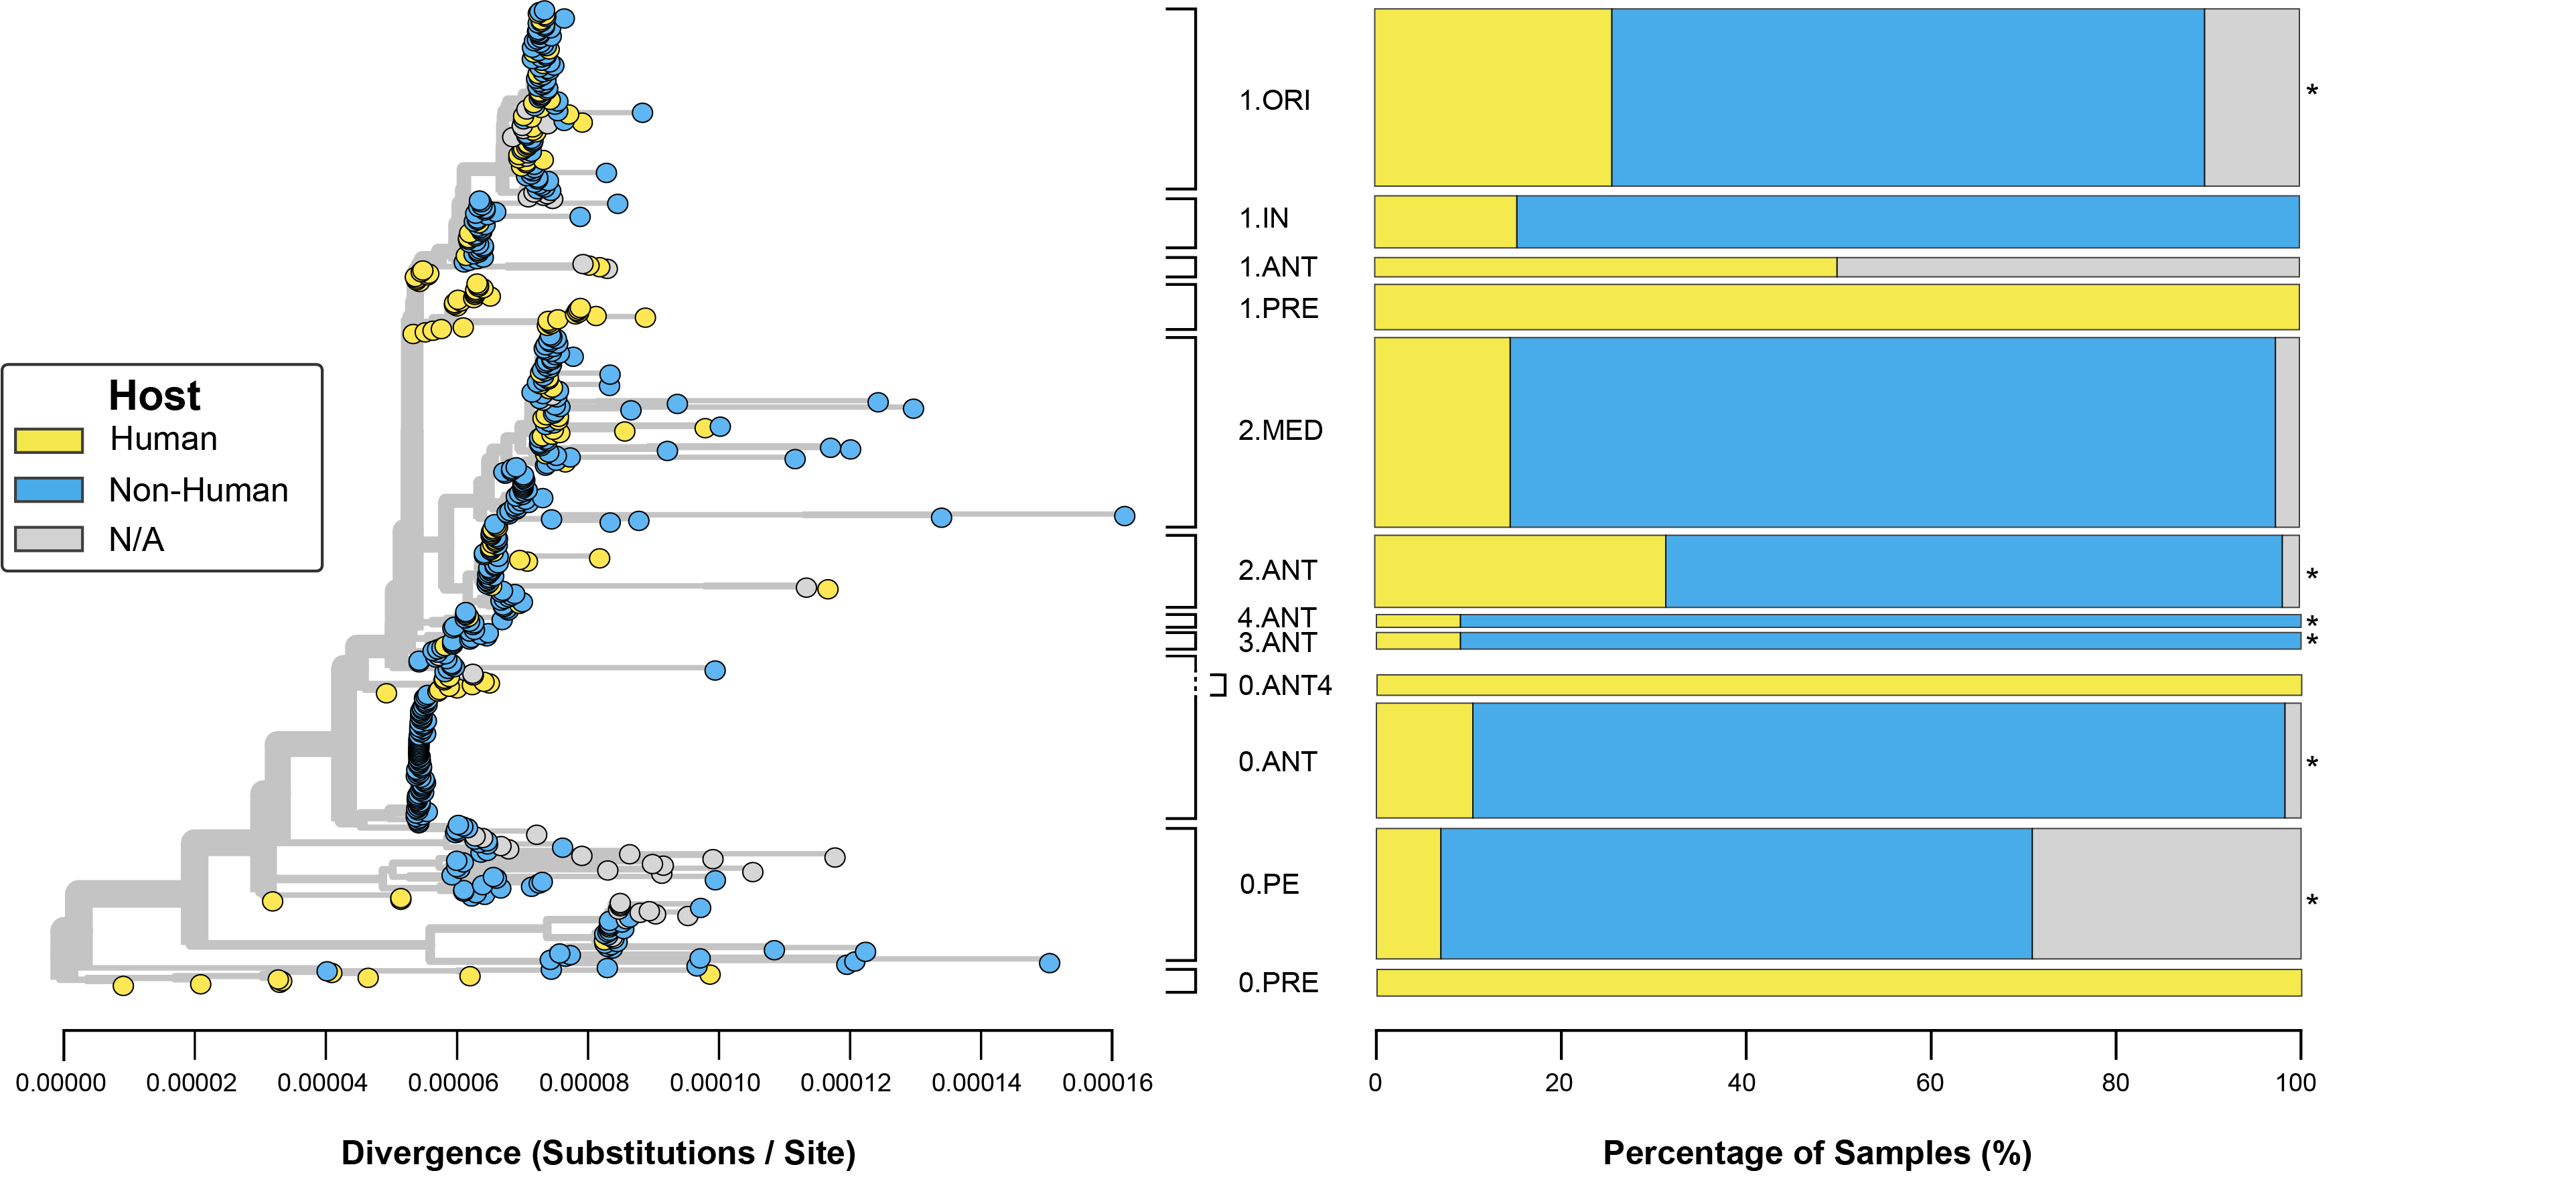 1.ORI
*
1.IN
1.ANT
1.PRE
Host
Human
Non-Human
N/A
2.MED
2.ANT
*
4.ANT
*
3.ANT
*
0.ANT4
0.ANT
*
0.PE
*
0.PRE
0.00000 0.00002 0.00004 0.00006 0.00008 0.00010 0.00012 0.00014 0.00016
0 20 40 60 80 100
Divergence (Substitutions / Site)
Percentage of Samples (%)